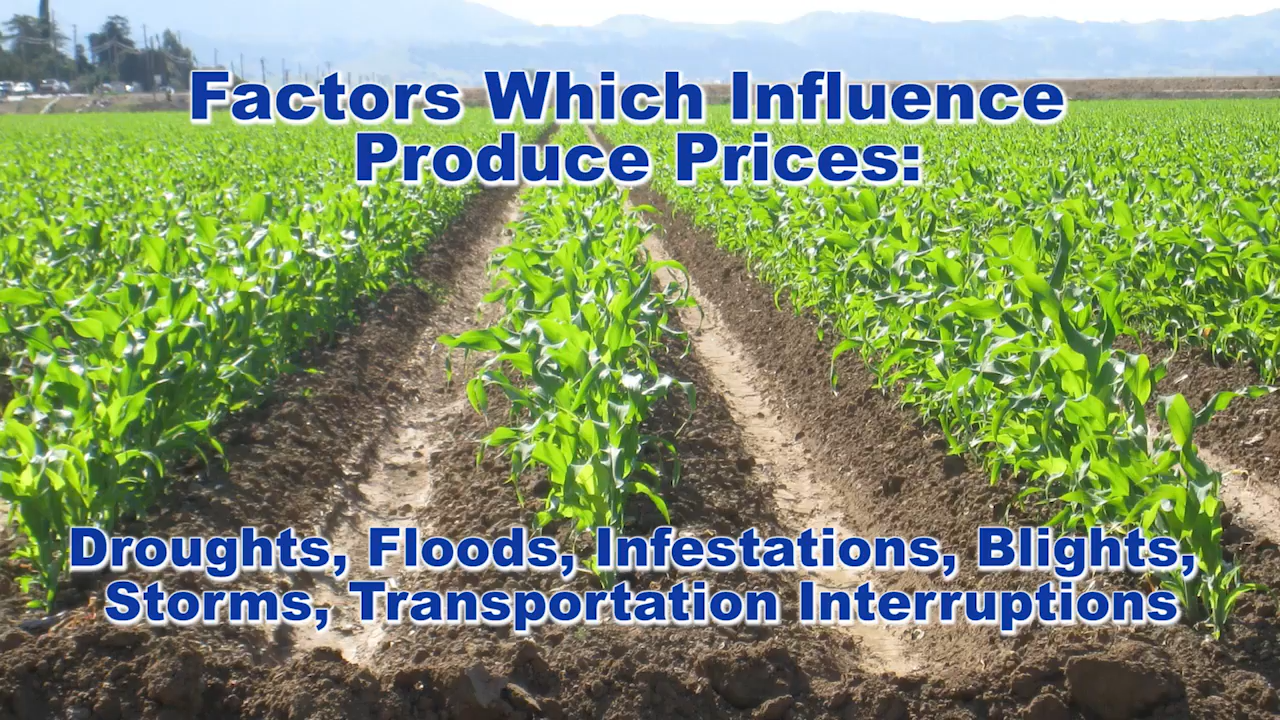 Factors Which Influence
Produce Prices:
Droughts, Floods, Infestations, Blights,
Storms, Transportation Interruptions